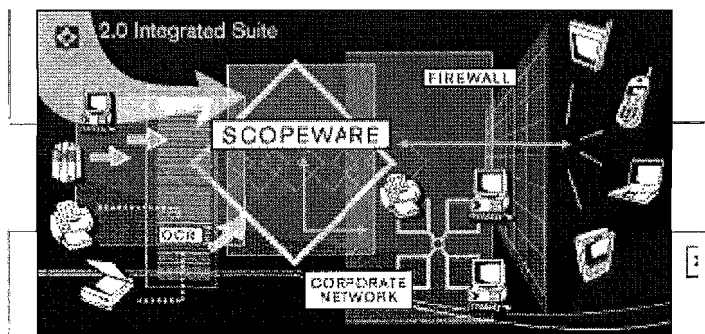 2.0 Integrated Suite
FIREWALL
SCOPEWARE
OCR
CORPORATE
NETWORK